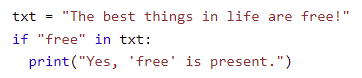 txt = "The best things in life are free!"
if "free" in txt:
  print("Yes, 'free' is present.")